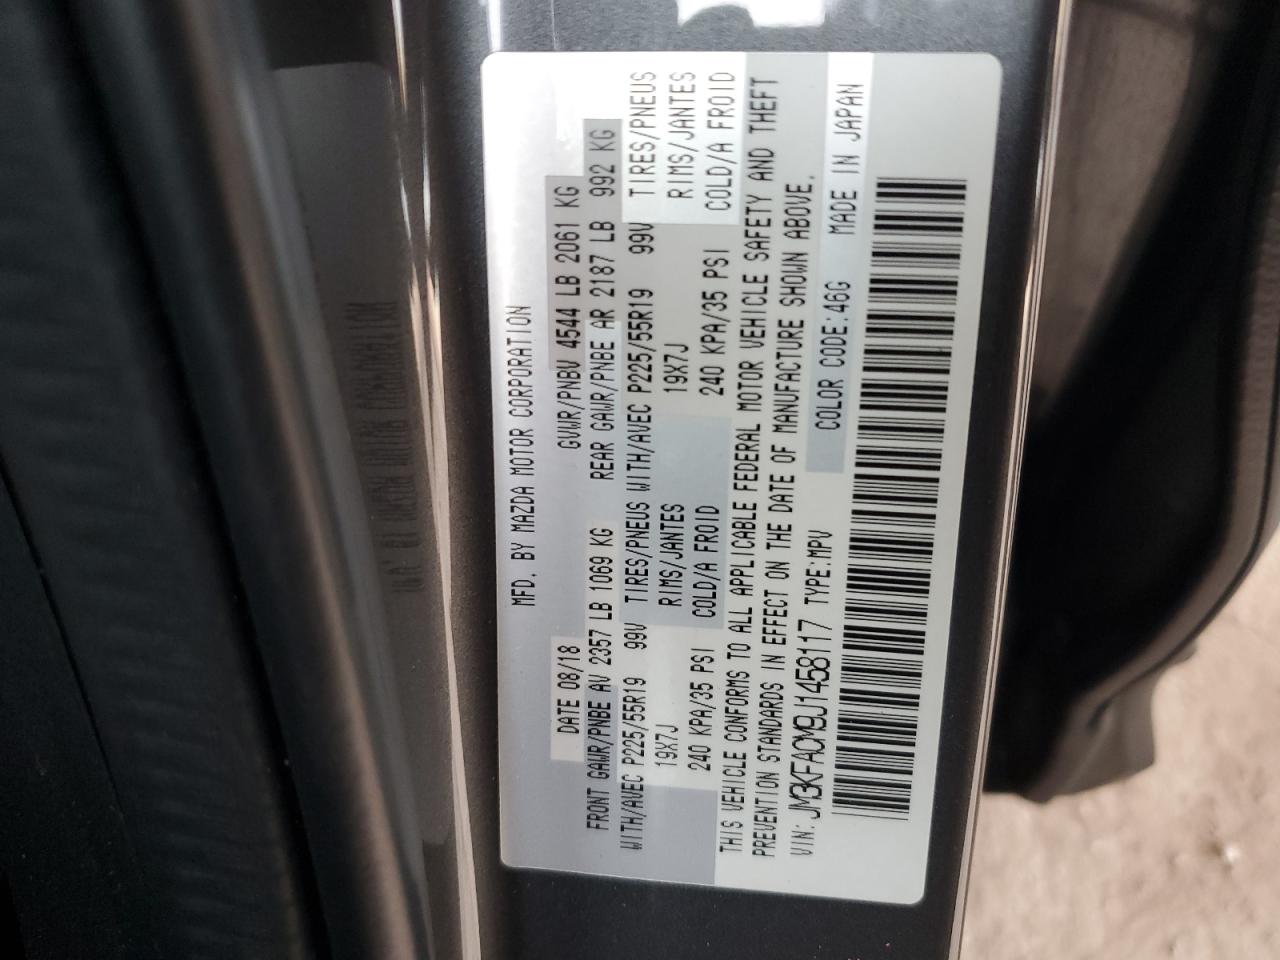 MFD. BY MAZDA MOTOR CORPORATION
DATE 08/18 GVWR/PNBV 4544 LB 2061 KG
FRONT GAWR/PNBE AV 2357 LB 1069 KG REAR GAWR/PNBE AR 2187 LB 992 KG
WITH/AVEC P225/55R19 99V TIRES/PNEUS WITH/AVEC P225/55R19 99V TIRES/PNEUS
19X7J RIMS/JANTES 19X7J RIMS/JANTES
240 KPA/35 PSI COLD/A FROID 240 KPA/35 PSI COLD/A FROID
THIS VEHICLE CONFORMS TO ALL APPLICABLE FEDERAL MOTOR VEHICLE SAFETY AND THEFT
PREVENTION STANDARDS IN EFFECT ON THE DATE OF MANUFACTURE SHOWN ABOVE.
VIN: JM3KFACM9J1458117 TYPE:MPV COLOR CODE:46G MADE IN JAPAN